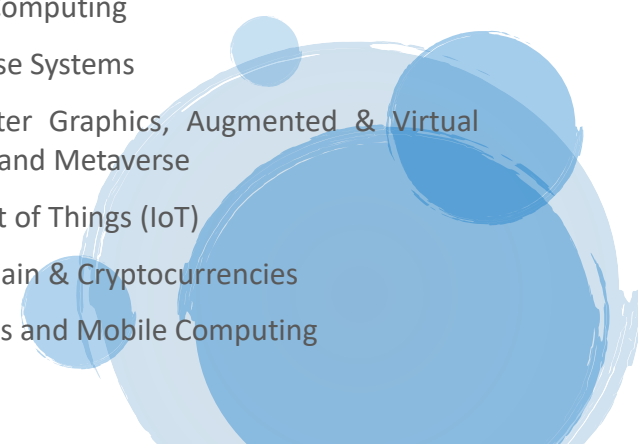 omputing
se Systems
ter Graphics, Augmented & Virtual
and Metaverse
t of Things (IoT)
ain & Cryptocurrencies
s and Mobile Computing